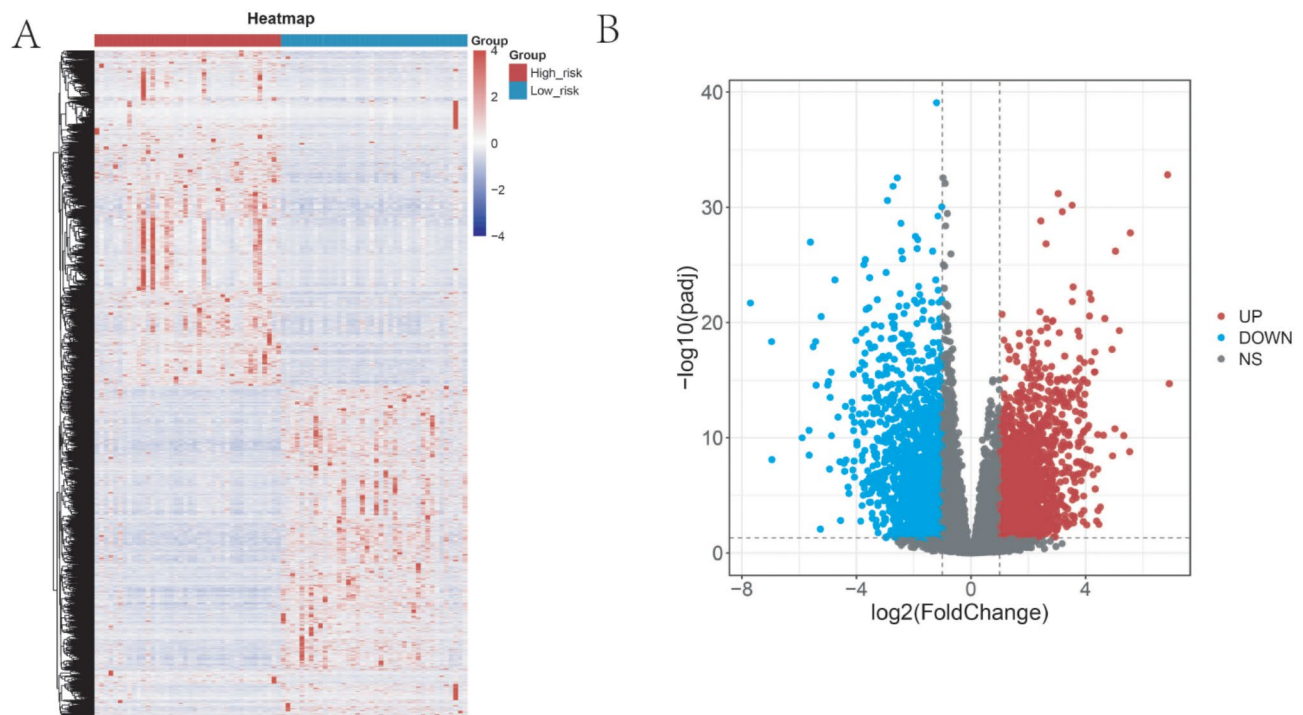 A
Heatmap
Group
4
2
0
−2
−4
Group
High_risk
Low_risk
B
40
30
20
10
0
−log10(padj)
−8
−4
0
4
log2(FoldChange)
UP
DOWN
NS